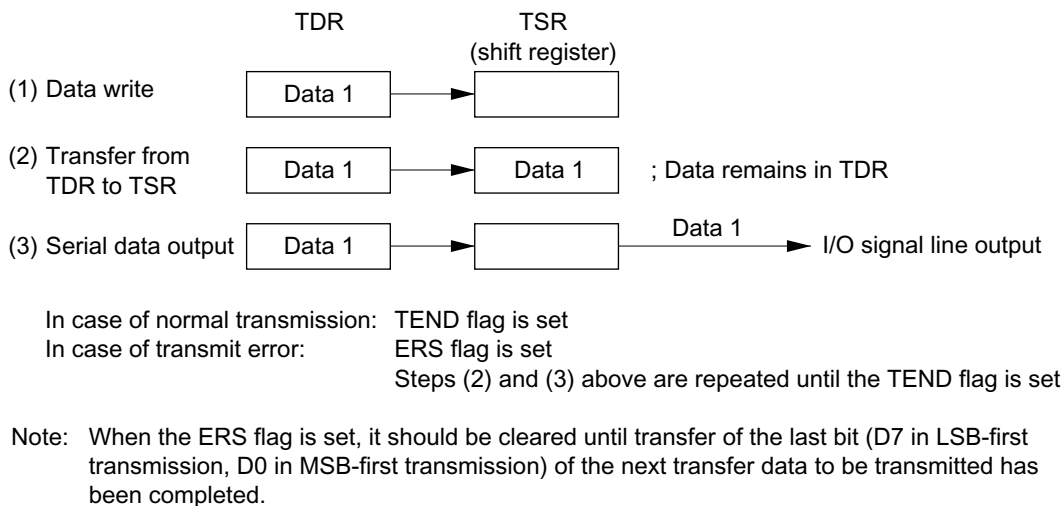 TDR TSR
(shift register)
(1) Data write Data 1
(2) Transfer from
TDR to TSR Data 1 Data 1 ; Data remains in TDR
(3) Serial data output Data 1 Data 1 I/O signal line output
In case of normal transmission: TEND flag is set
In case of transmit error: ERS flag is set
Steps (2) and (3) above are repeated until the TEND flag is set
Note: When the ERS flag is set, it should be cleared until transfer of the last bit (D7 in LSB-first
transmission, D0 in MSB-first transmission) of the next transfer data to be transmitted has
been completed.